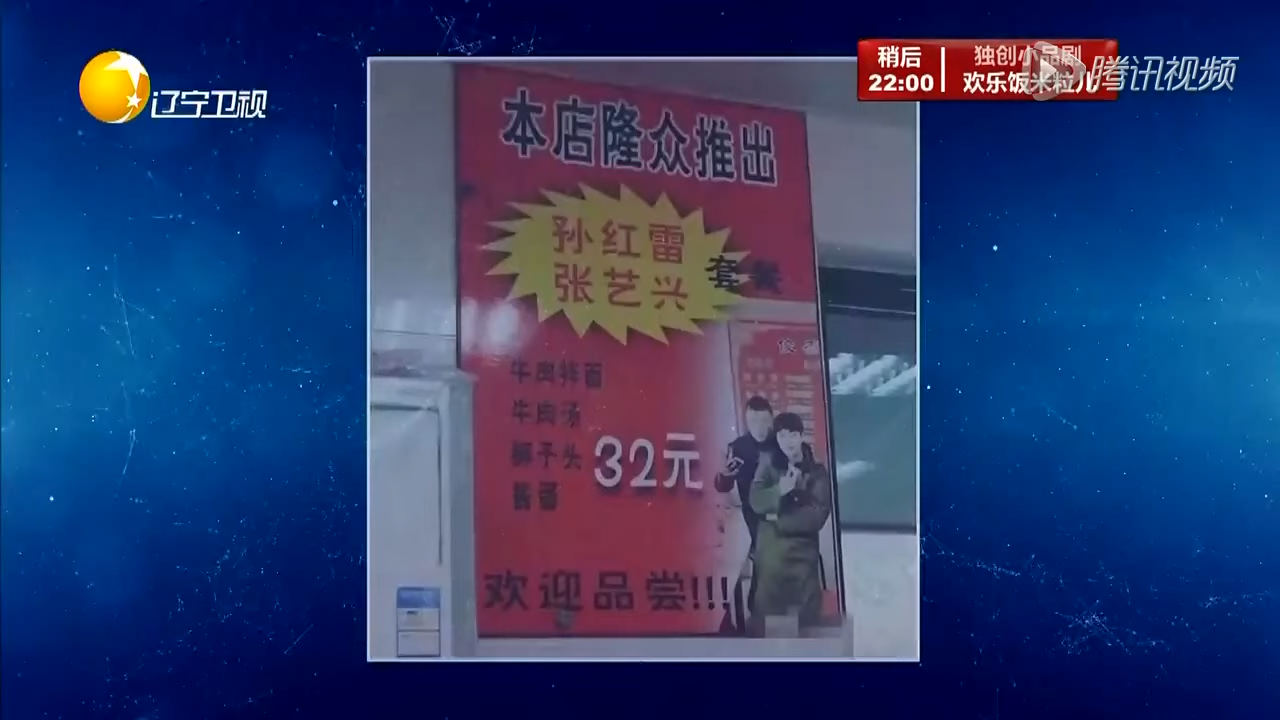 辽宁卫视
稍后
22:00
独创小品剧
欢乐饭米粒儿
腾讯视频
本店隆众推出
孙红雷
张艺兴
套餐
牛肉拌面
牛肉汤
狮子头
酱蛋
32元
欢迎品尝!!!